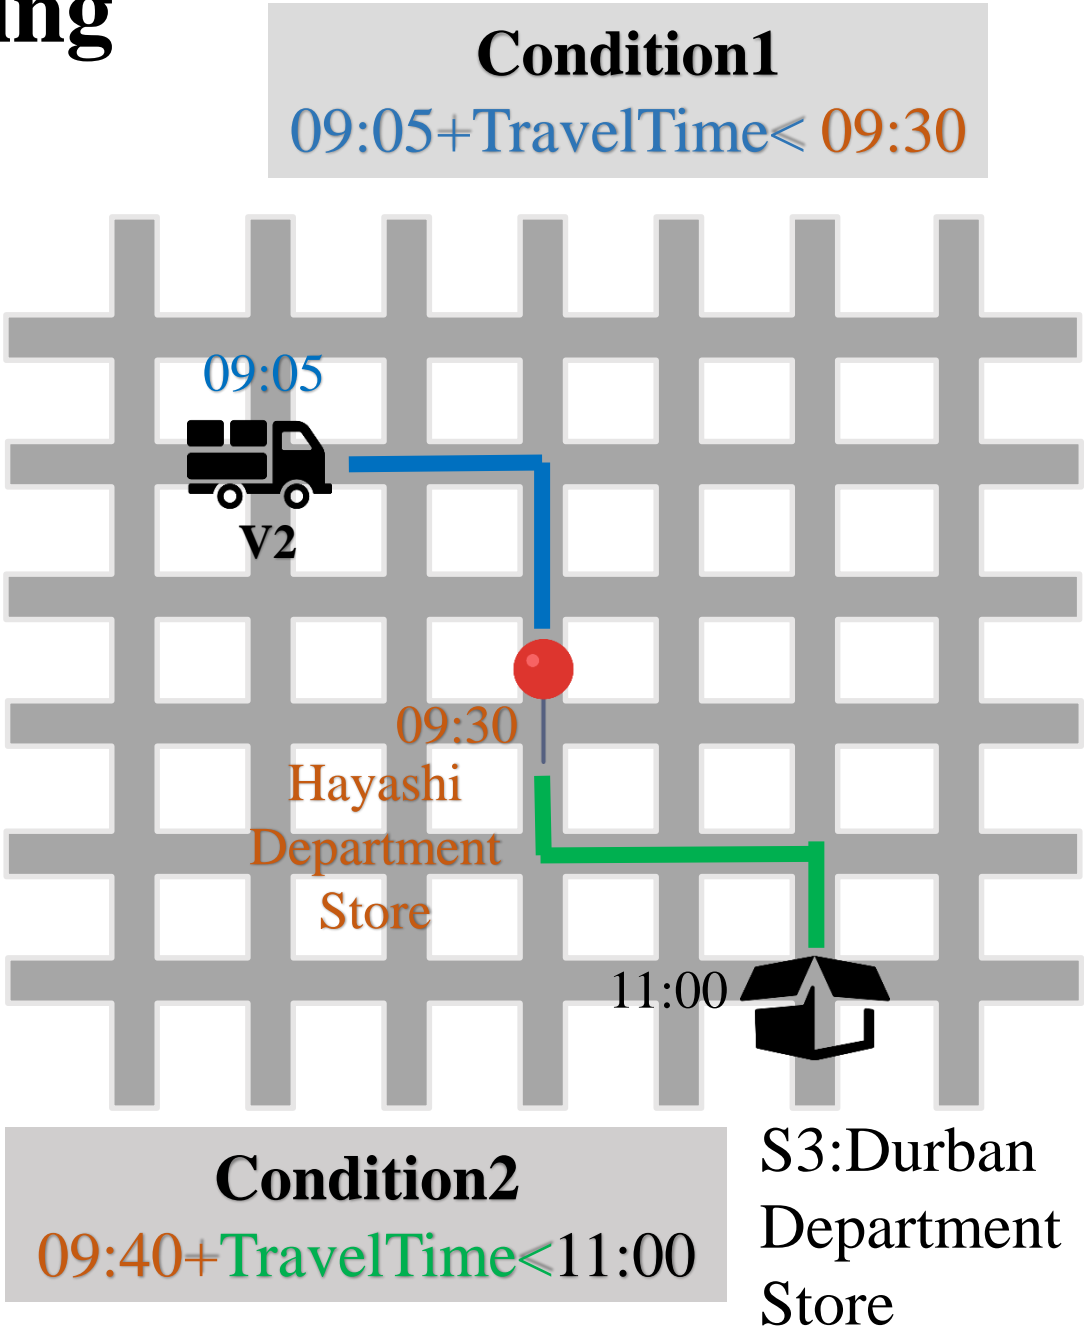 Condition1
09:05+TravelTime< 09:30
09:05
V2
09:30
Hayashi
Department
Store
11:00
Condition2
09:40+TravelTime<11:00
S3:Durban
Department
Store